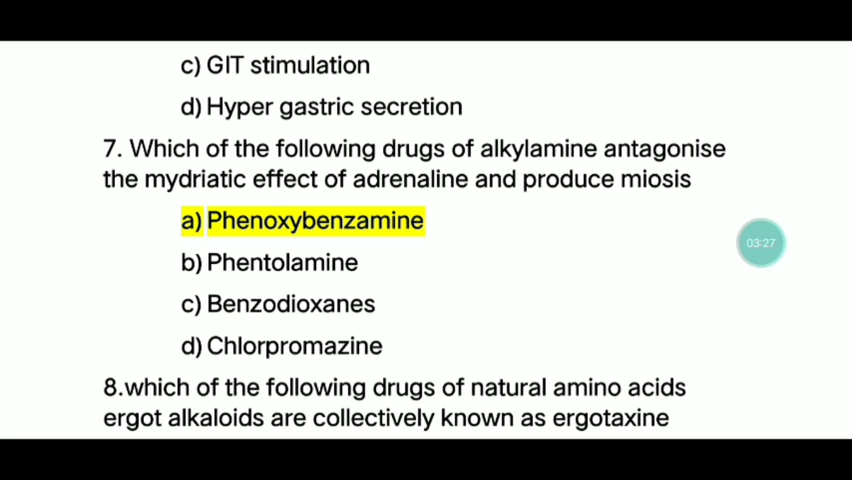 c) GIT stimulation
d) Hyper gastric secretion
7. Which of the following drugs of alkylamine antagonise
the mydriatic effect of adrenaline and produce miosis
a) Phenoxybenzamine
03:27
b) Phentolamine
c) Benzodioxanes
d) Chlorpromazine
8.which of the following drugs of natural amino acids
ergot alkaloids are collectively known as ergotaxine